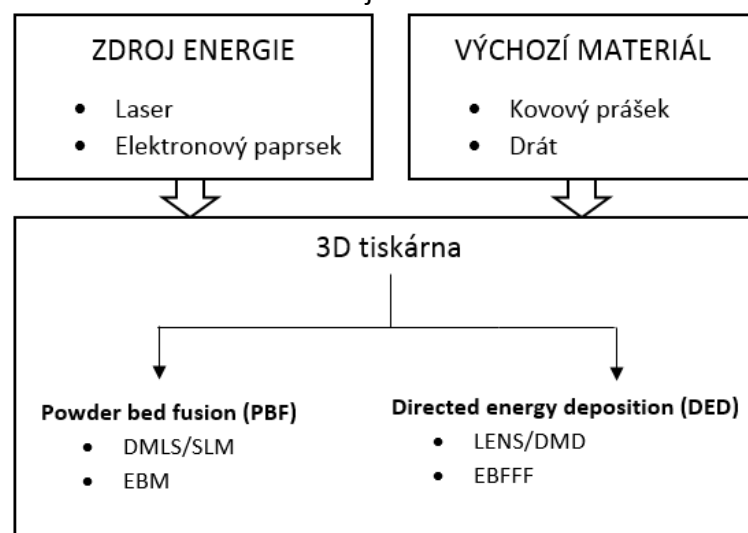 ZDROJ ENERGIE
• Laser
• Elektronový paprsek
VÝCHOZÍ MATERIÁL
• Kovový prášek
• Drát
3D tiskárna
Powder bed fusion (PBF)
• DMLS/SLM
• EBM
Directed energy deposition (DED)
• LENS/DMD
• EBFFF